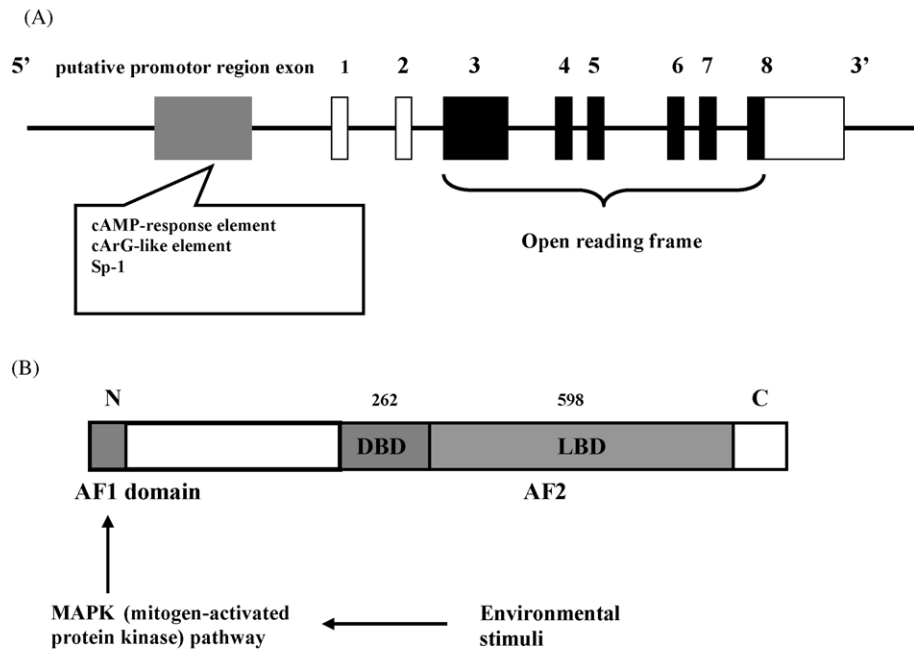 (A)
5’ putative promotor region exon 1 2 3 4 5 6 7 8 3’
cAMP-response element
cArG-like element
Sp-1
Open reading frame
(B)
N 262 598 C
DBD LBD
AF1 domain AF2
MAPK (mitogen-activated
protein kinase) pathway
Environmental
stimuli